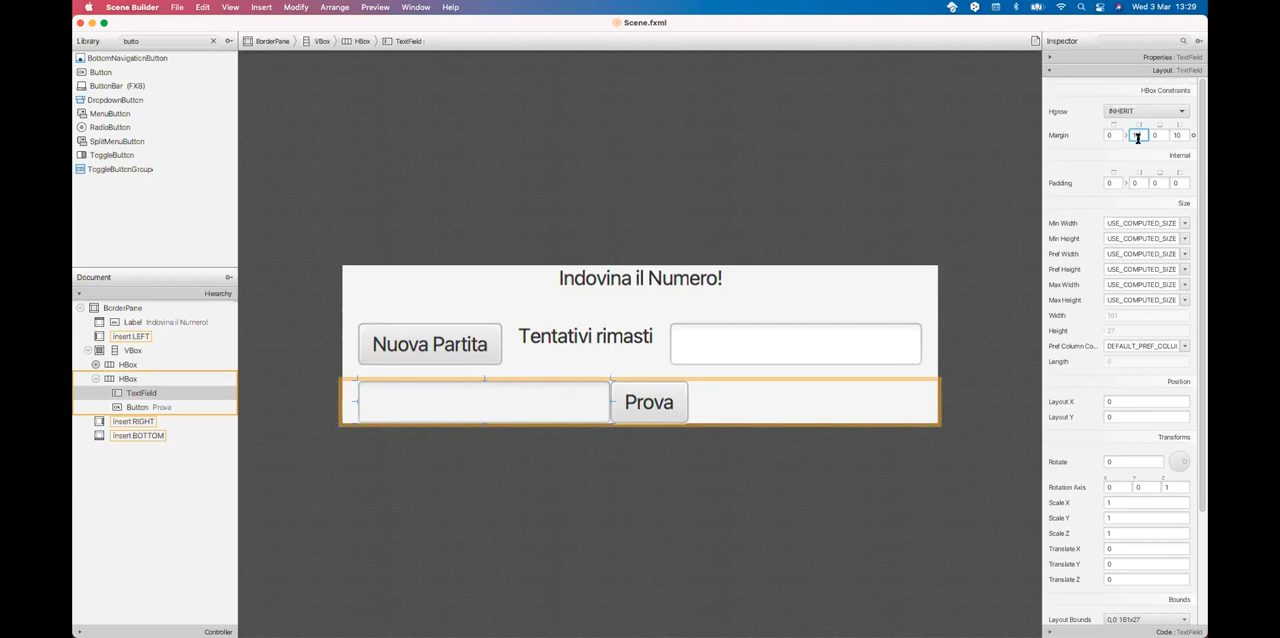 Scene Builder File Edit View Insert Modify Arrange Preview Window Help Wed 3 Mar 13:29
Scene.fxml
Library butto
BorderPane VBox HBox TextField :
Inspector
BottomNavigationButton
Button
ButtonBar (FX8)
DropdownButton
MenuButton
RadioButton
SplitMenuButton
ToggleButton
ToggleButtonGroup
Document
Hierarchy
BorderPane
Label Indovina il Numero!
insert LEFT
VBox
HBox
HBox
TextField
Button Prova
insert RIGHT
insert BOTTOM
Controller
Indovina il Numero!
Nuova Partita Tentativi rimasti
Prova
Properties : TextField
Layout : TextField
HBox Constraints
Hgrow INHERIT
Margin 0 0 10
Internal
Padding 0 0 0 0
Size
Min Width USE_COMPUTED_SIZE
Min Height USE_COMPUTED_SIZE
Pref Width USE_COMPUTED_SIZE
Pref Height USE_COMPUTED_SIZE
Max Width USE_COMPUTED_SIZE
Max Height USE_COMPUTED_SIZE
Width 161
Height 27
Pref Column Co... DEFAULT_PREF_COLU
Length 0
Position
Layout X 0
Layout Y 0
Transforms
Rotate 0
X Y Z
Rotation Axis 0 0 1
Scale X 1
Scale Y 1
Scale Z 1
Translate X 0
Translate Y 0
Translate Z 0
Bounds
Layout Bounds 0,0 161x27
Code : TextField